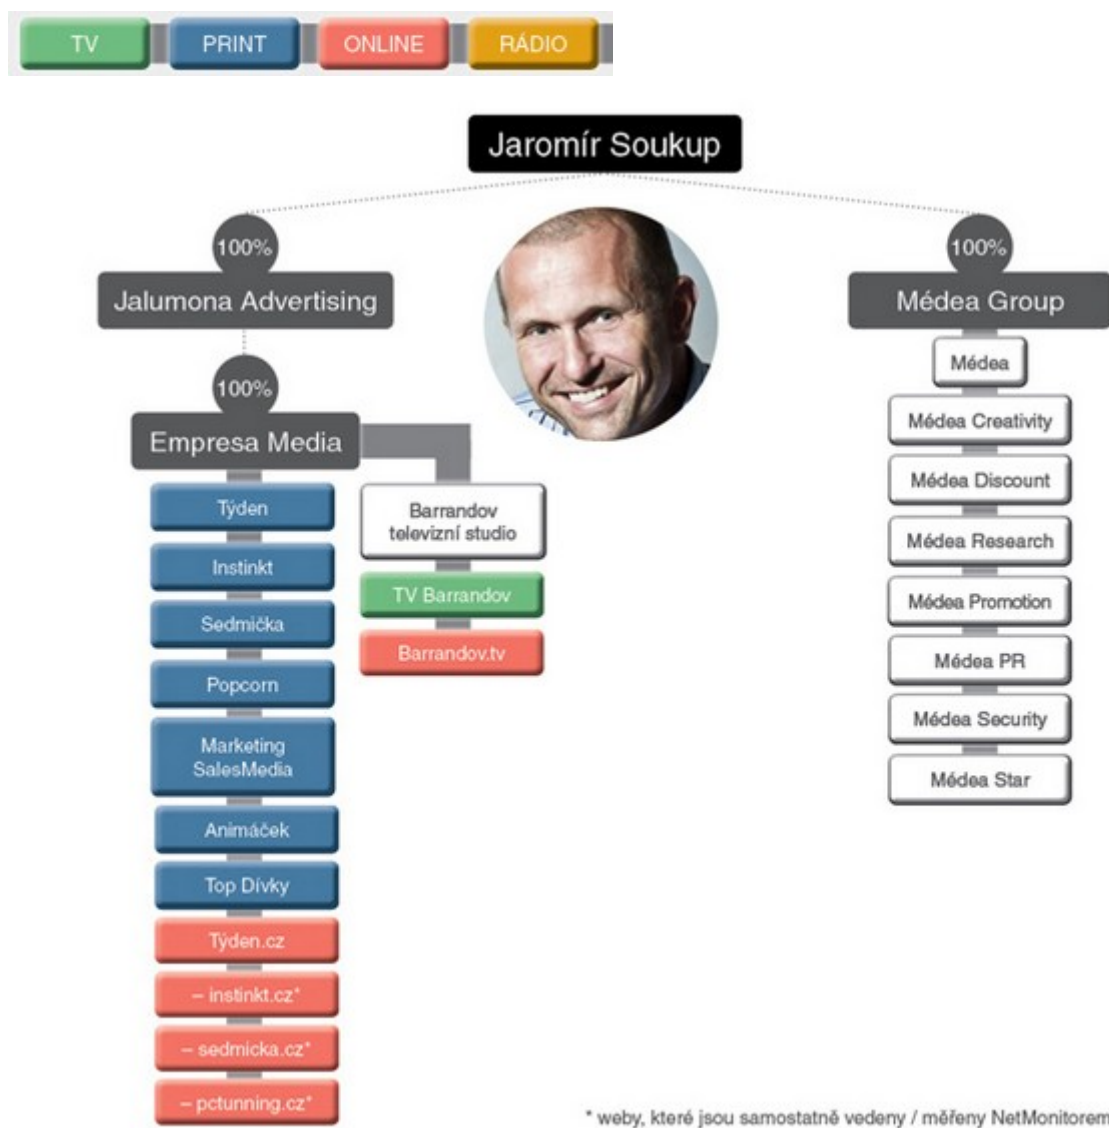 TV
PRINT
ONLINE
RÁDIO
Jaromír Soukup
100%
Jalumona Advertising
100%
Empresa Media
Týden
Instinkt
Sedmička
Popcorn
Marketing
SalesMedia
Animáček
Top Dívky
Týden.cz
– instinkt.cz*
– sedmicka.cz*
– pctunning.cz*
Barrandov
televizní studio
TV Barrandov
Barrandov.tv
100%
Médea Group
Médea
Médea Creativity
Médea Discount
Médea Research
Médea Promotion
Médea PR
Médea Security
Médea Star
* weby, které jsou samostatně vedeny / měřeny NetMonitorem